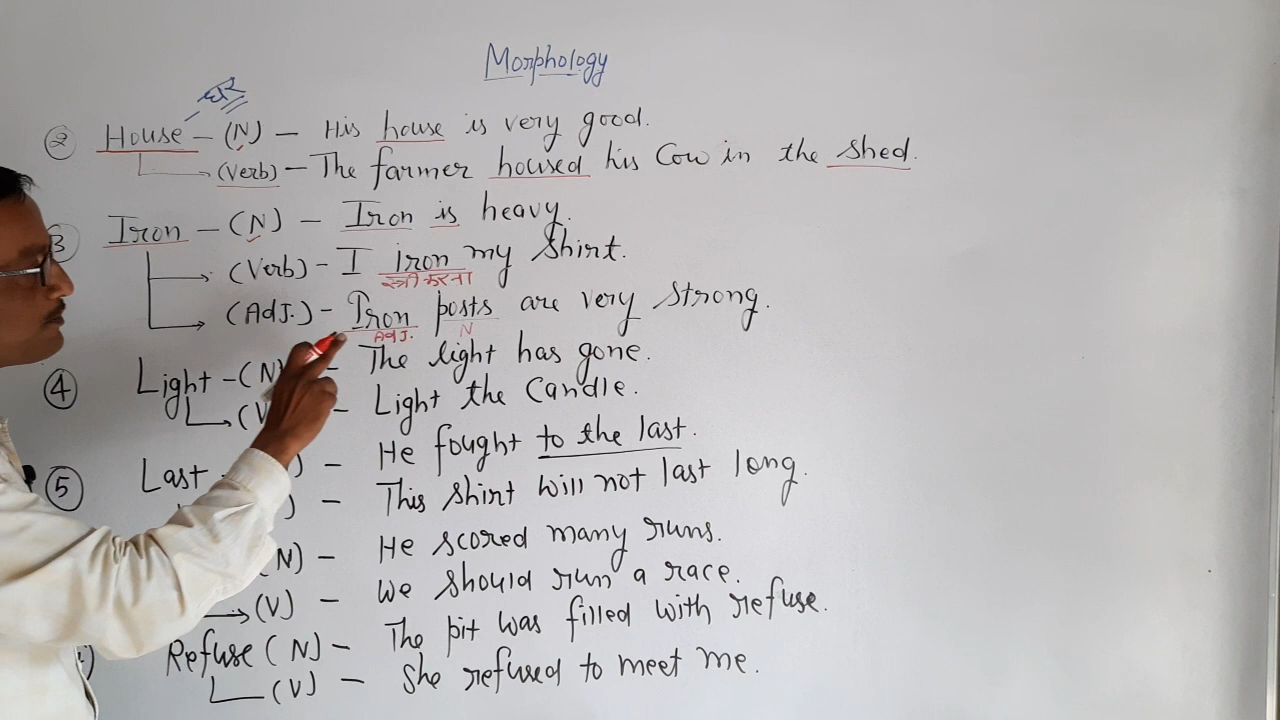 Morphology
घर
② House - (N) - His house is very good.
(Verb) - The farmer housed his Cow in the shed.
3 Iron - (N) - Iron is heavy.
(Verb) - I iron my shirt.
स्त्री करना
(Adj.) - Iron posts are very strong.
Adj. N
④ Light - (N) - The light has gone.
(V - Light the Candle.
⑤ Last - ) - He fought to the last.
) - This shirt will not last long.
(N) - He scored many runs.
(V) - We should run a race.
Refuse (N) - The pit was filled with refuse.
(V) - She refused to meet me.